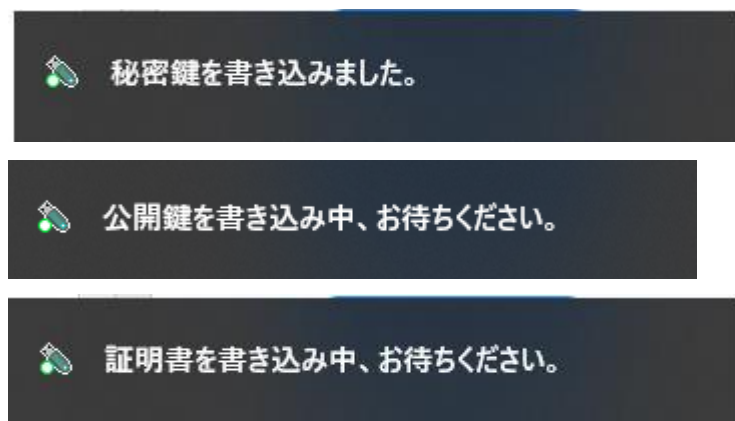 秘密鍵を書き込みました。
公開鍵を書き込み中、お待ちください。
証明書を書き込み中、お待ちください。